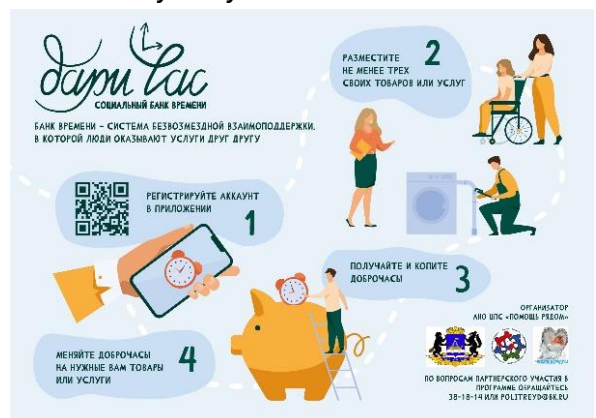 дари час
СОЦИАЛЬНЫЙ БАНК ВРЕМЕНИ
БАНК ВРЕМЕНИ – СИСТЕМА БЕЗВОЗМЕЗДНОЙ ВЗАИМОПОДДЕРЖКИ,
В КОТОРОЙ ЛЮДИ ОКАЗЫВАЮТ УСЛУГИ ДРУГ ДРУГУ
РЕГИСТРИРУЙТЕ АККАУНТ
В ПРИЛОЖЕНИИ
1
2
РАЗМЕСТИТЕ
НЕ МЕНЕЕ ТРЕХ
СВОИХ ТОВАРОВ ИЛИ УСЛУГ
ПОЛУЧАЙТЕ И КОПИТЕ
ДОБРОЧАСЫ
3
МЕНЯЙТЕ ДОБРОЧАСЫ
НА НУЖНЫЕ ВАМ ТОВАРЫ
ИЛИ УСЛУГИ
4
ОРГАНИЗАТОР
АНО ЦПС «ПОМОЩЬ РЯДОМ»
ПО ВОПРОСАМ ПАРТНЕРСКОГО УЧАСТИЯ В
ПРОГРАММЕ ОБРАЩАЙТЕСЬ
38-18-14 ИЛИ POLITREYD@BK.RU